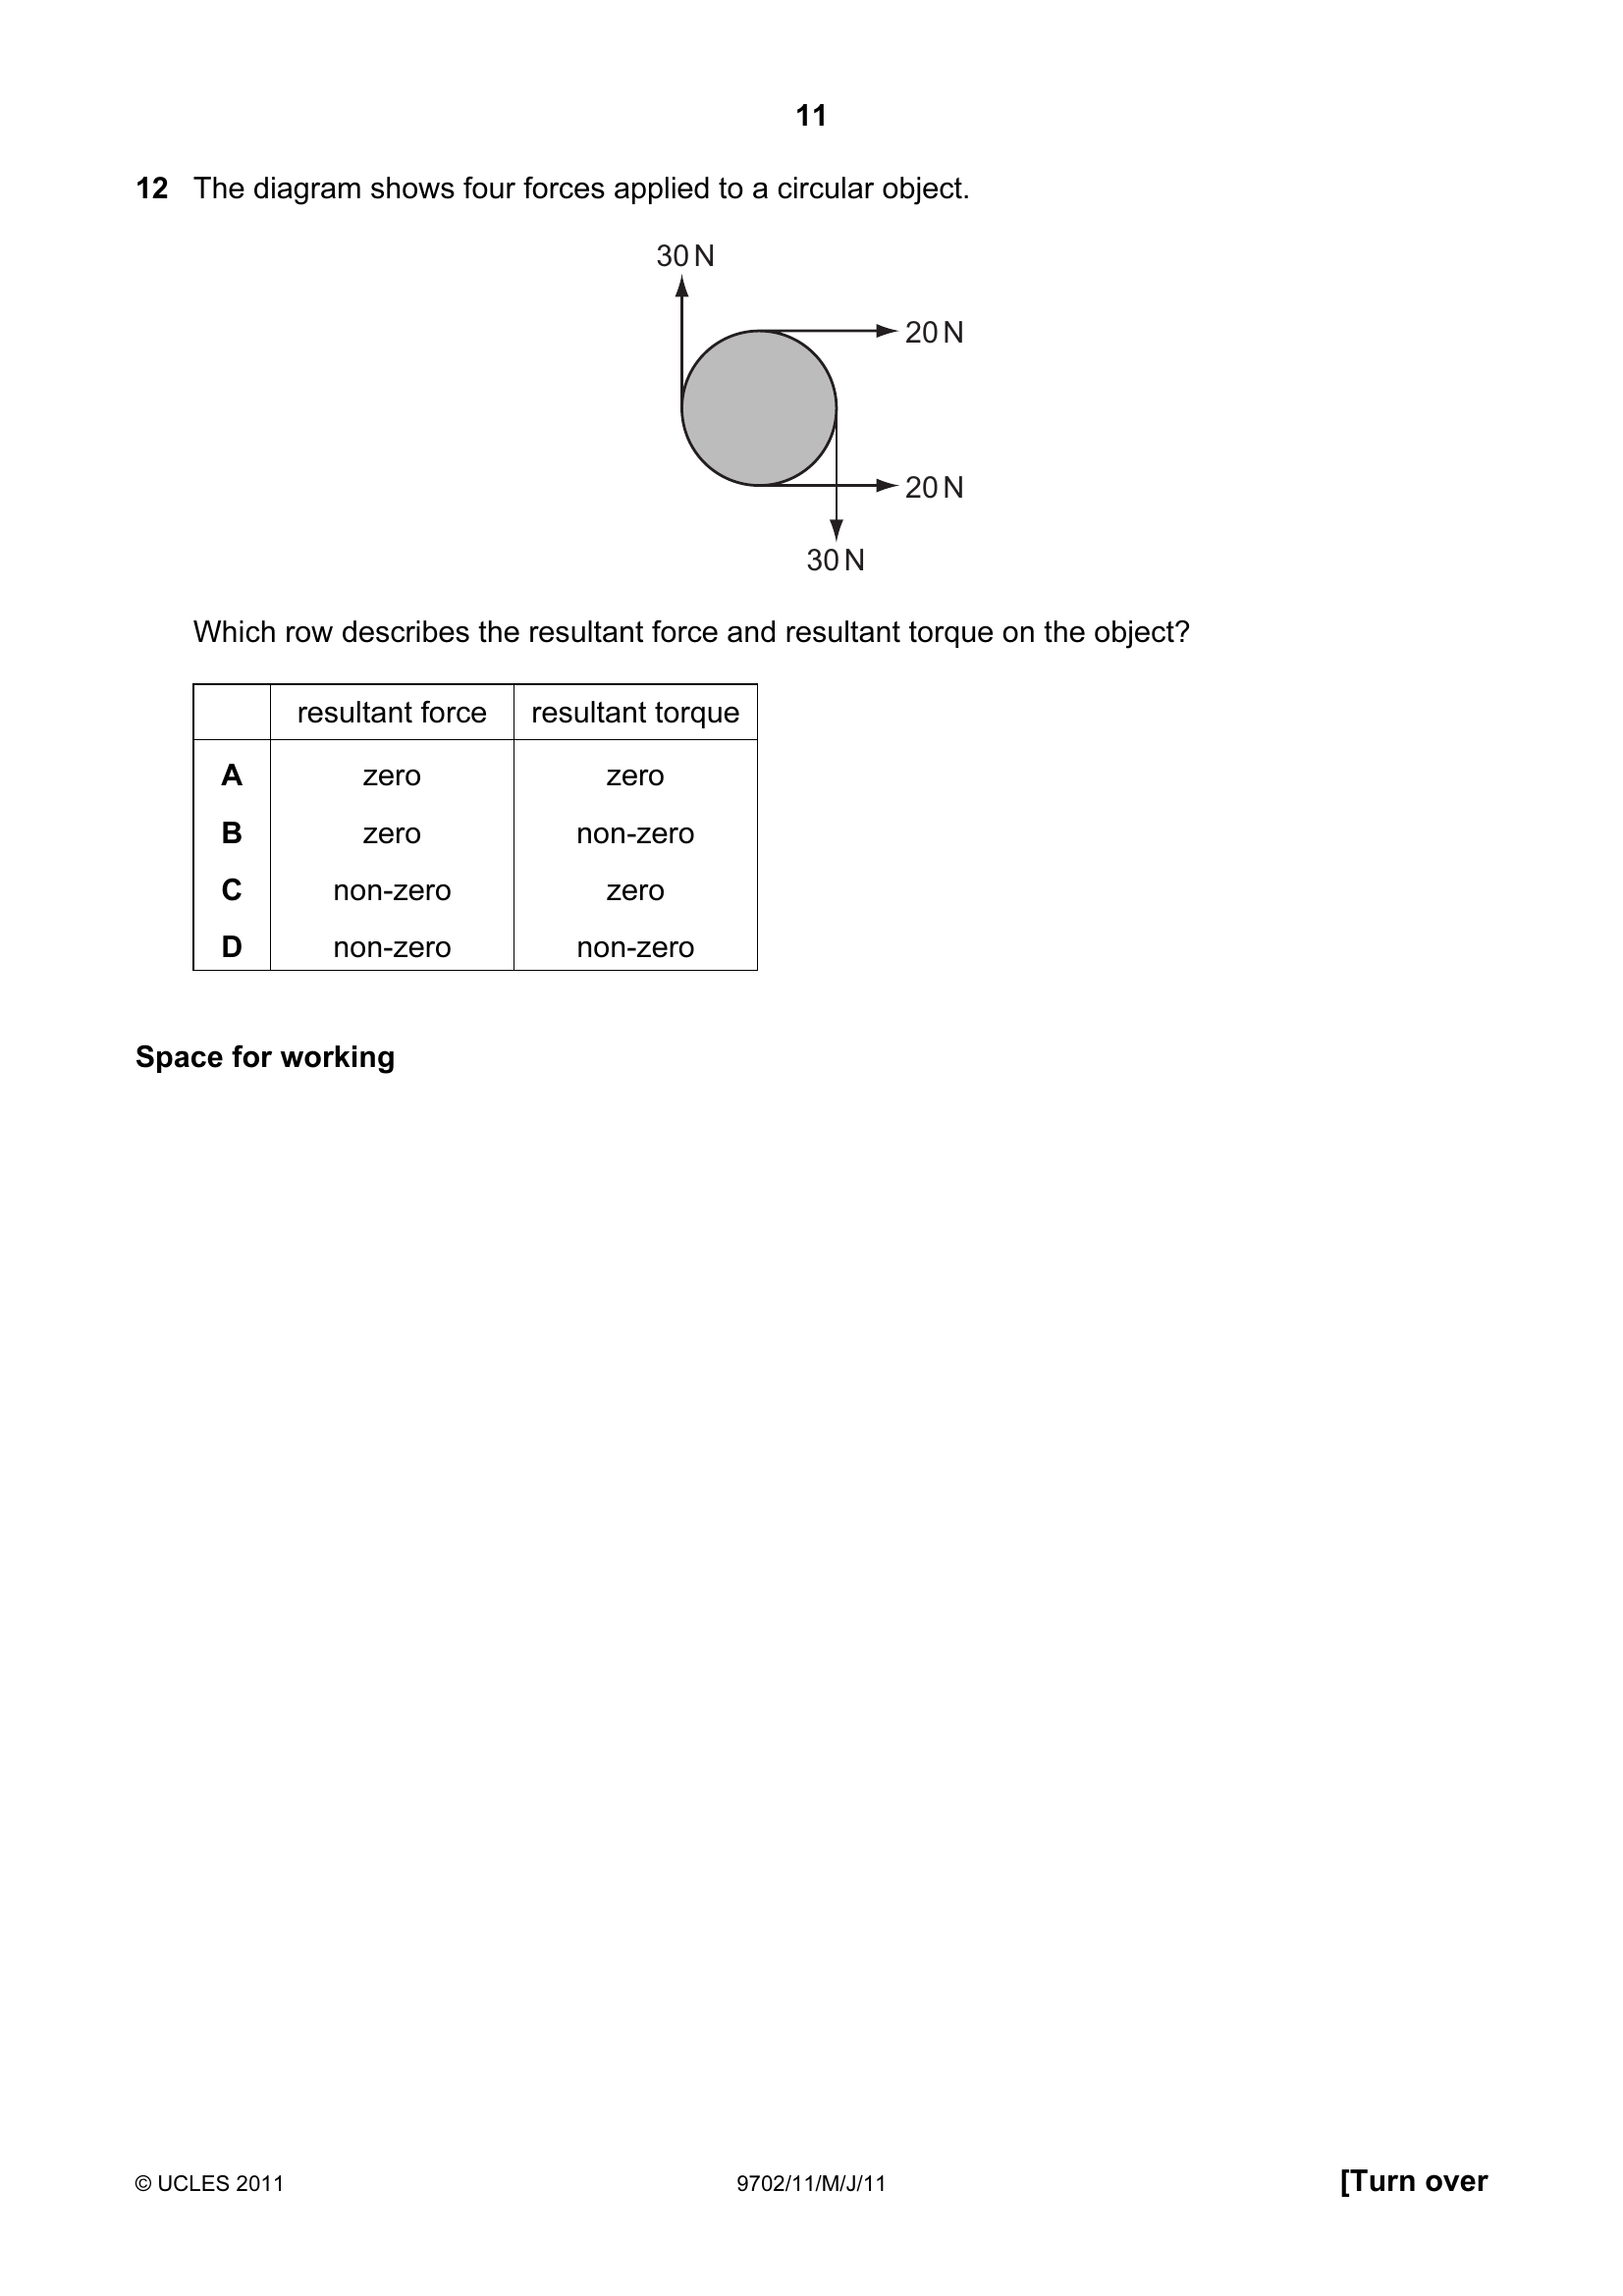 11
12 The diagram shows four forces applied to a circular object.
30 N
20 N
20 N
30 N
Which row describes the resultant force and resultant torque on the object?
resultant force resultant torque
A zero zero
B zero non-zero
C non-zero zero
D non-zero non-zero
Space for working
© UCLES 2011 9702/11/M/J/11 [Turn over